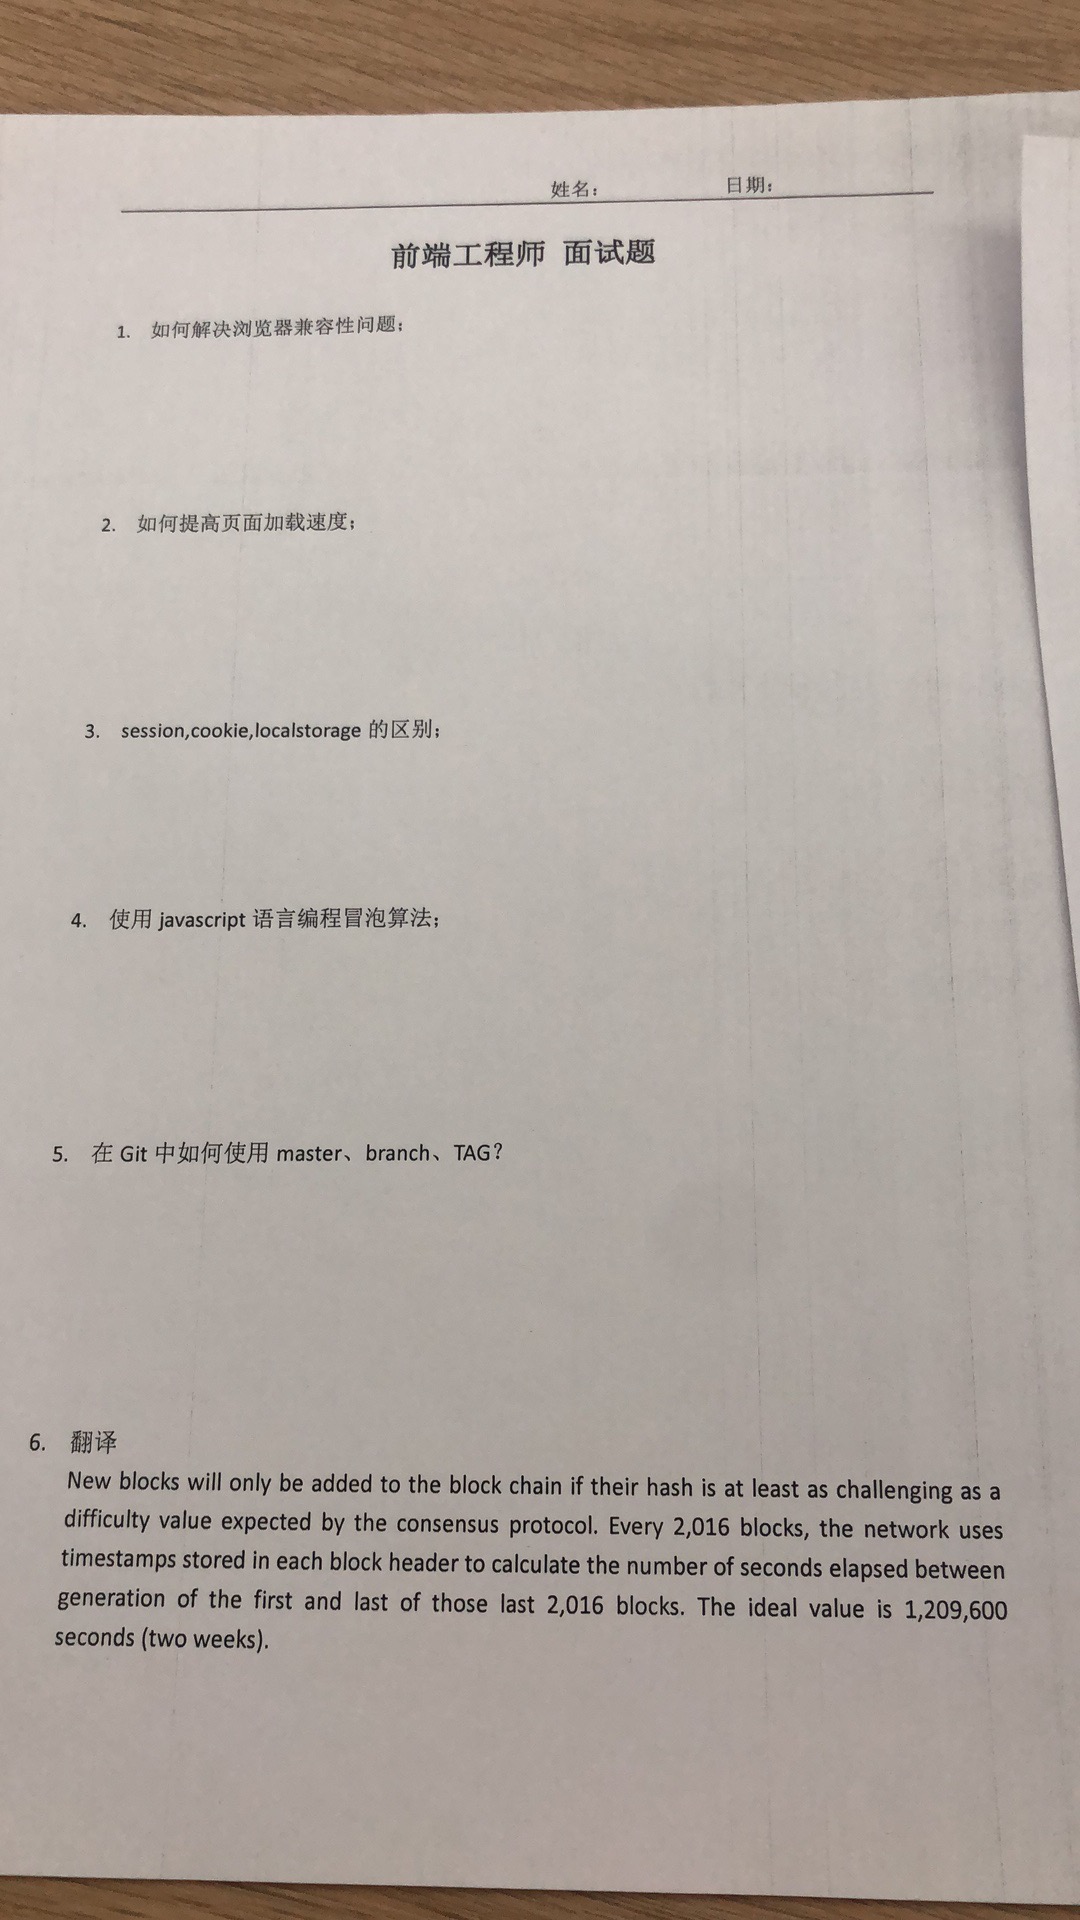 姓名： 日期：
前端工程师 面试题
1. 如何解决浏览器兼容性问题；
2. 如何提高页面加载速度；
3. session,cookie,localstorage 的区别；
4. 使用 javascript 语言编程冒泡算法；
5. 在 Git 中如何使用 master、branch、TAG？
6. 翻译
New blocks will only be added to the block chain if their hash is at least as challenging as a
difficulty value expected by the consensus protocol. Every 2,016 blocks, the network uses
timestamps stored in each block header to calculate the number of seconds elapsed between
generation of the first and last of those last 2,016 blocks. The ideal value is 1,209,600
seconds (two weeks).